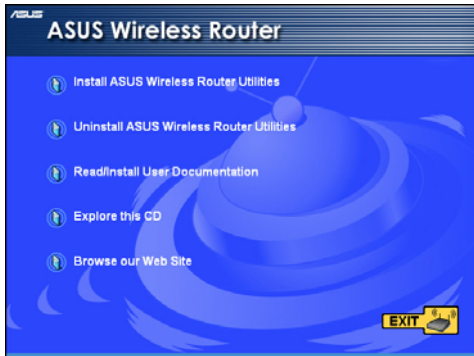 ASUS
ASUS Wireless Router
Install ASUS Wireless Router Utilities
Uninstall ASUS Wireless Router Utilities
Read/Install User Documentation
Explore this CD
Browse our Web Site
EXIT